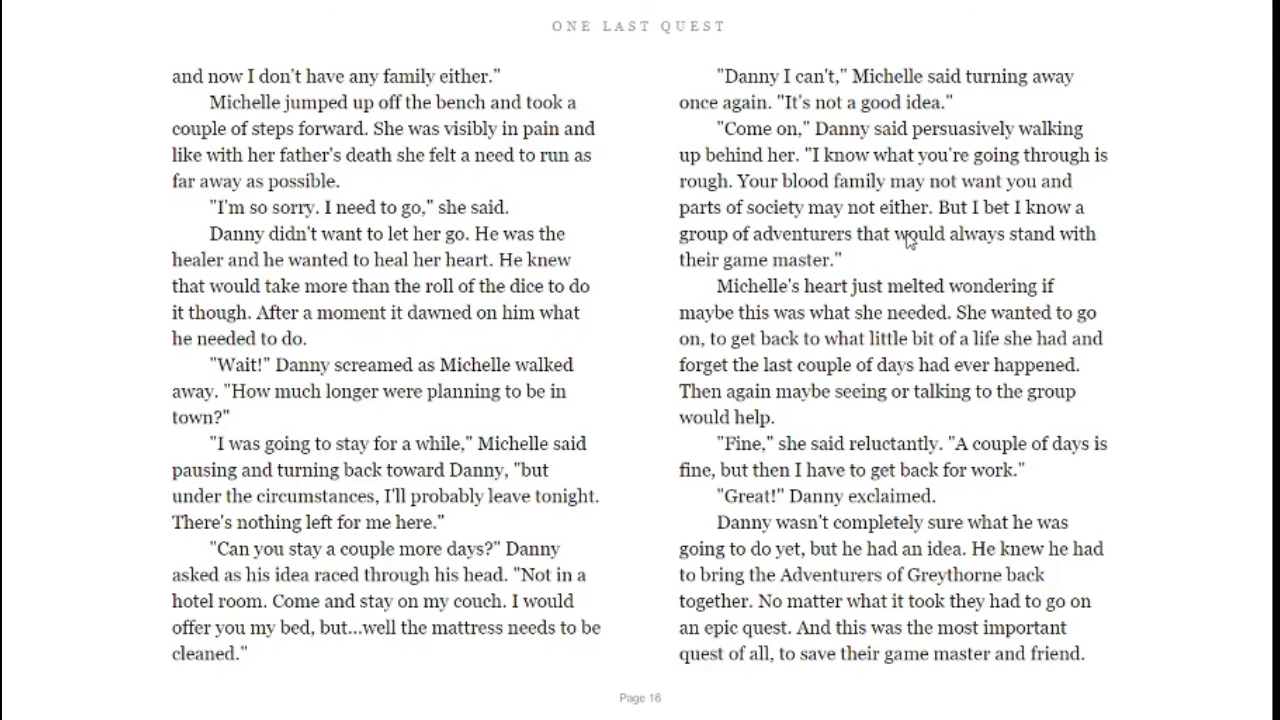 ONE LAST QUEST
and now I don't have any family either."
Michelle jumped up off the bench and took a
couple of steps forward. She was visibly in pain and
like with her father's death she felt a need to run as
far away as possible.
"I'm so sorry. I need to go," she said.
Danny didn't want to let her go. He was the
healer and he wanted to heal her heart. He knew
that would take more than the roll of the dice to do
it though. After a moment it dawned on him what
he needed to do.
"Wait!" Danny screamed as Michelle walked
away. "How much longer were planning to be in
town?"
"I was going to stay for a while," Michelle said
pausing and turning back toward Danny, "but
under the circumstances, I'll probably leave tonight.
There's nothing left for me here."
"Can you stay a couple more days?" Danny
asked as his idea raced through his head. "Not in a
hotel room. Come and stay on my couch. I would
offer you my bed, but...well the mattress needs to be
cleaned."
"Danny I can't," Michelle said turning away
once again. "It's not a good idea."
"Come on," Danny said persuasively walking
up behind her. "I know what you're going through is
rough. Your blood family may not want you and
parts of society may not either. But I bet I know a
group of adventurers that would always stand with
their game master."
Michelle's heart just melted wondering if
maybe this was what she needed. She wanted to go
on, to get back to what little bit of a life she had and
forget the last couple of days had ever happened.
Then again maybe seeing or talking to the group
would help.
"Fine," she said reluctantly. "A couple of days is
fine, but then I have to get back for work."
"Great!" Danny exclaimed.
Danny wasn't completely sure what he was
going to do yet, but he had an idea. He knew he had
to bring the Adventurers of Greythorne back
together. No matter what it took they had to go on
an epic quest. And this was the most important
quest of all, to save their game master and friend.
Page 16